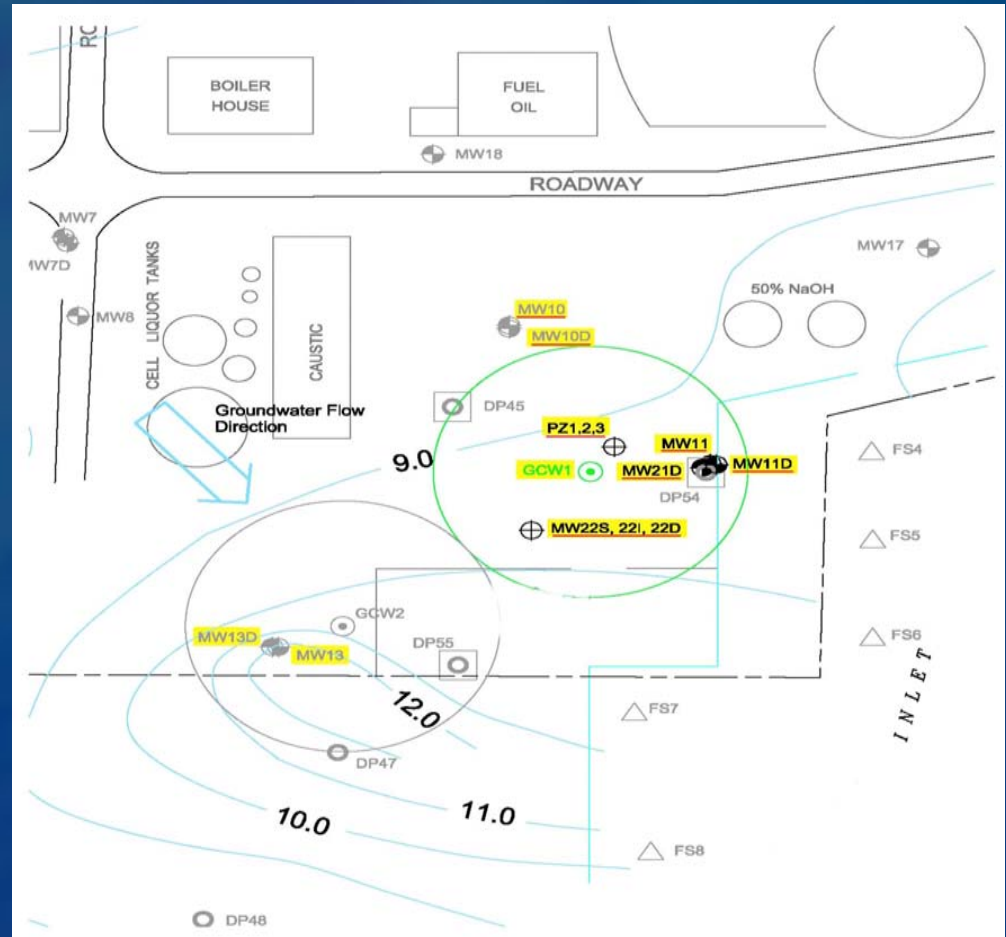 RO
BOILER
HOUSE
FUEL
OIL
MW18
ROADWAY
MW7
MW7D
MW8
MW17
CELL LIQUOR TANKS
CAUSTIC
50% NaOH
MW10
MW10D
Groundwater Flow
Direction
DP45
PZ1,2,3
MW11
9.0
GCW1
MW21D
MW11D
DP54
FS4
MW22S, 22I, 22D
FS5
GCW2
MW13D
MW13
DP55
FS6
INLET
12.0
FS7
DP47
10.0
11.0
FS8
DP48